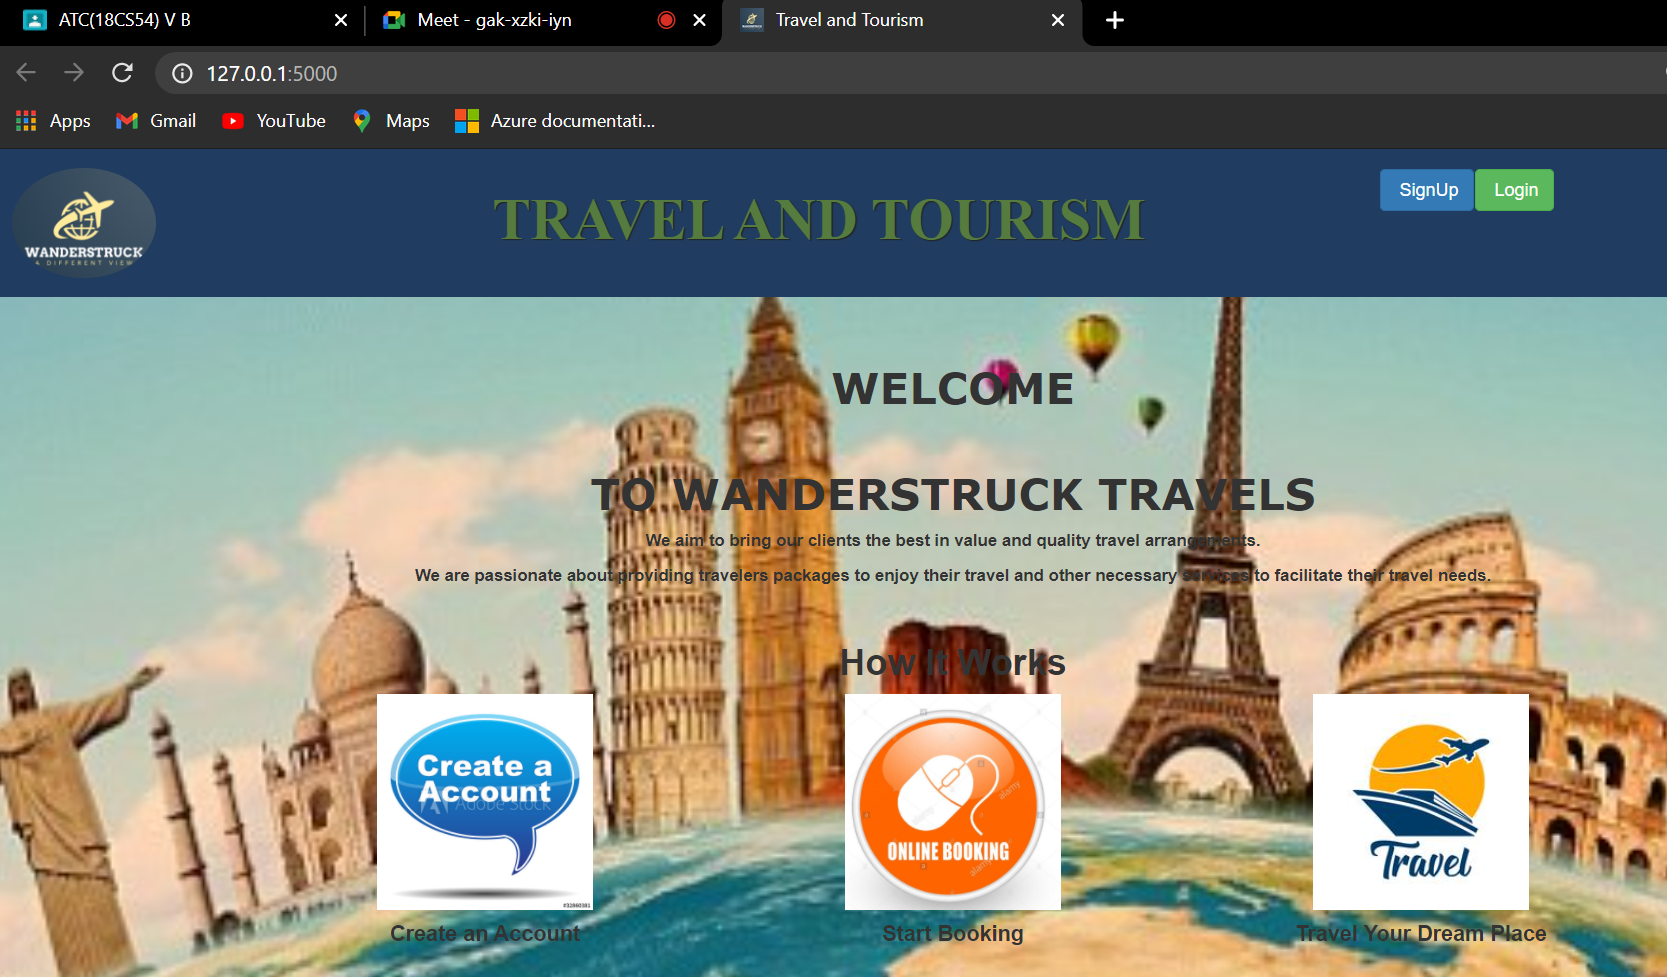 ATC(18CS54) V B
Meet - gak-xzki-iyn
Travel and Tourism
127.0.0.1:5000
Apps
Gmail
YouTube
Maps
Azure documentati...
WANDERSTRUCK
A DIFFERENT VIEW
TRAVEL AND TOURISM
SignUp
Login
WELCOME
TO WANDERSTRUCK TRAVELS
We aim to bring our clients the best in value and quality travel arrangements.
We are passionate about providing travelers packages to enjoy their travel and other necessary services to facilitate their travel needs.
How It Works
Create a
Account
Adobe Stock
alamy
alamy
alamy
ONLINE BOOKING
Travel
Create an Account
Start Booking
Travel Your Dream Place